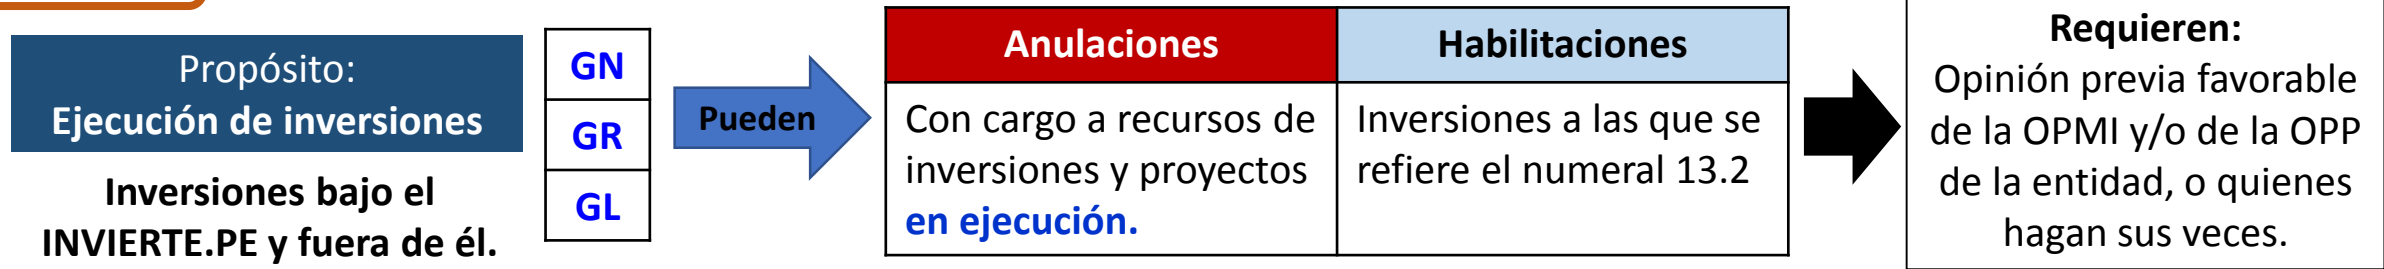 Propósito:
Ejecución de inversiones
Inversiones bajo el
INVIERTE.PE y fuera de él.
GN
GR
GL
Pueden
Anulaciones
Con cargo a recursos de
inversiones y proyectos
en ejecución.
Habilitaciones
Inversiones a las que se
refiere el numeral 13.2
Requieren:
Opinión previa favorable
de la OPMI y/o de la OPP
de la entidad, o quienes
hagan sus veces.